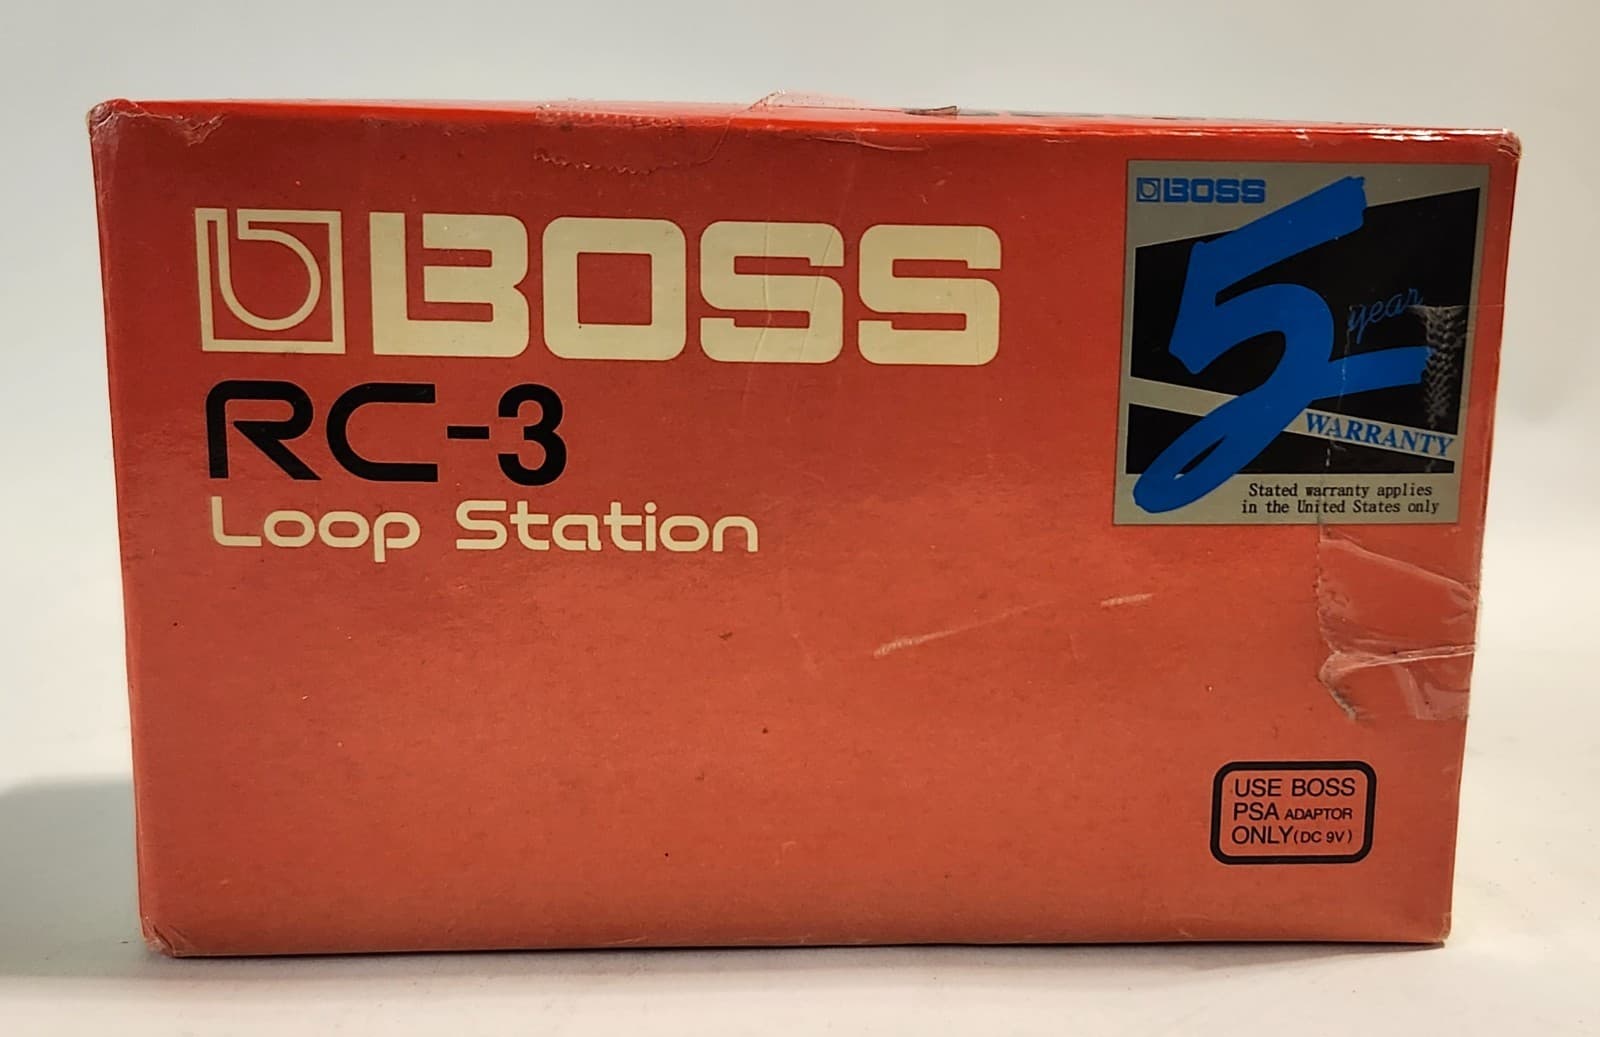 BOSS
RC-3
Loop Station
BOSS
5
year
WARRANTY
Stated warranty applies
in the United States only
USE BOSS
PSA ADAPTOR
ONLY (DC 9V)